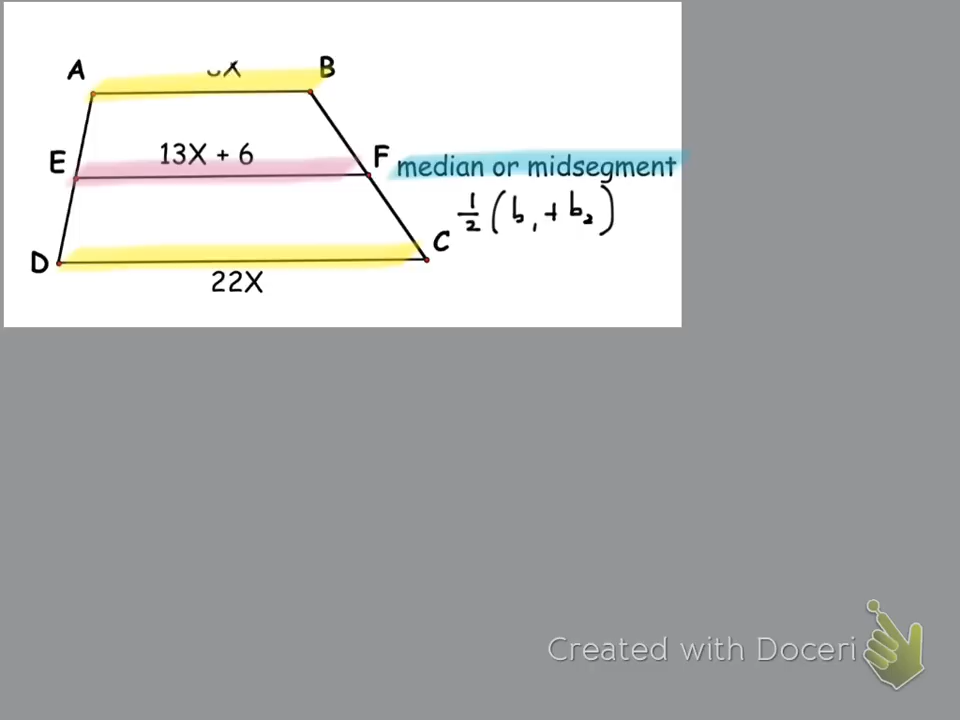 A
B
13X + 6
E
F
median or midsegment
1/2 (b₁ + b₂)
C
D
22X
Created with Doceri